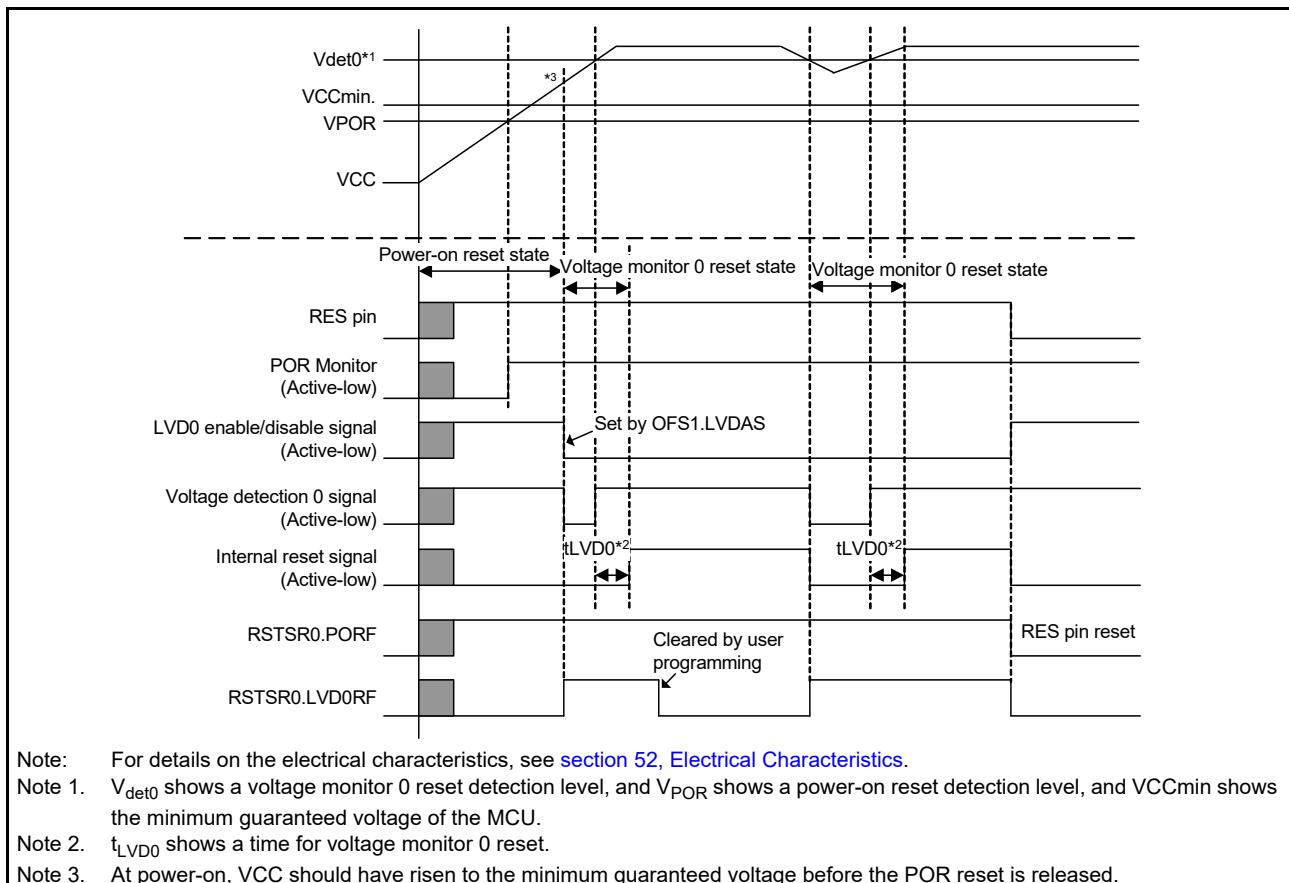 Vdet0*1
*3
VCCmin.
VPOR
VCC
Power-on reset state
Voltage monitor 0 reset state
Voltage monitor 0 reset state
RES pin
POR Monitor
(Active-low)
LVD0 enable/disable signal
(Active-low)
Set by OFS1.LVDAS
Voltage detection 0 signal
(Active-low)
Internal reset signal
(Active-low)
tLVD0*2
tLVD0*2
RSTSR0.PORF
Cleared by user
programming
RES pin reset
RSTSR0.LVD0RF
Note: For details on the electrical characteristics, see section 52, Electrical Characteristics.
Note 1. Vdet0 shows a voltage monitor 0 reset detection level, and VPOR shows a power-on reset detection level, and VCCmin shows
the minimum guaranteed voltage of the MCU.
Note 2. tLVD0 shows a time for voltage monitor 0 reset.
Note 3. At power-on, VCC should have risen to the minimum guaranteed voltage before the POR reset is released.